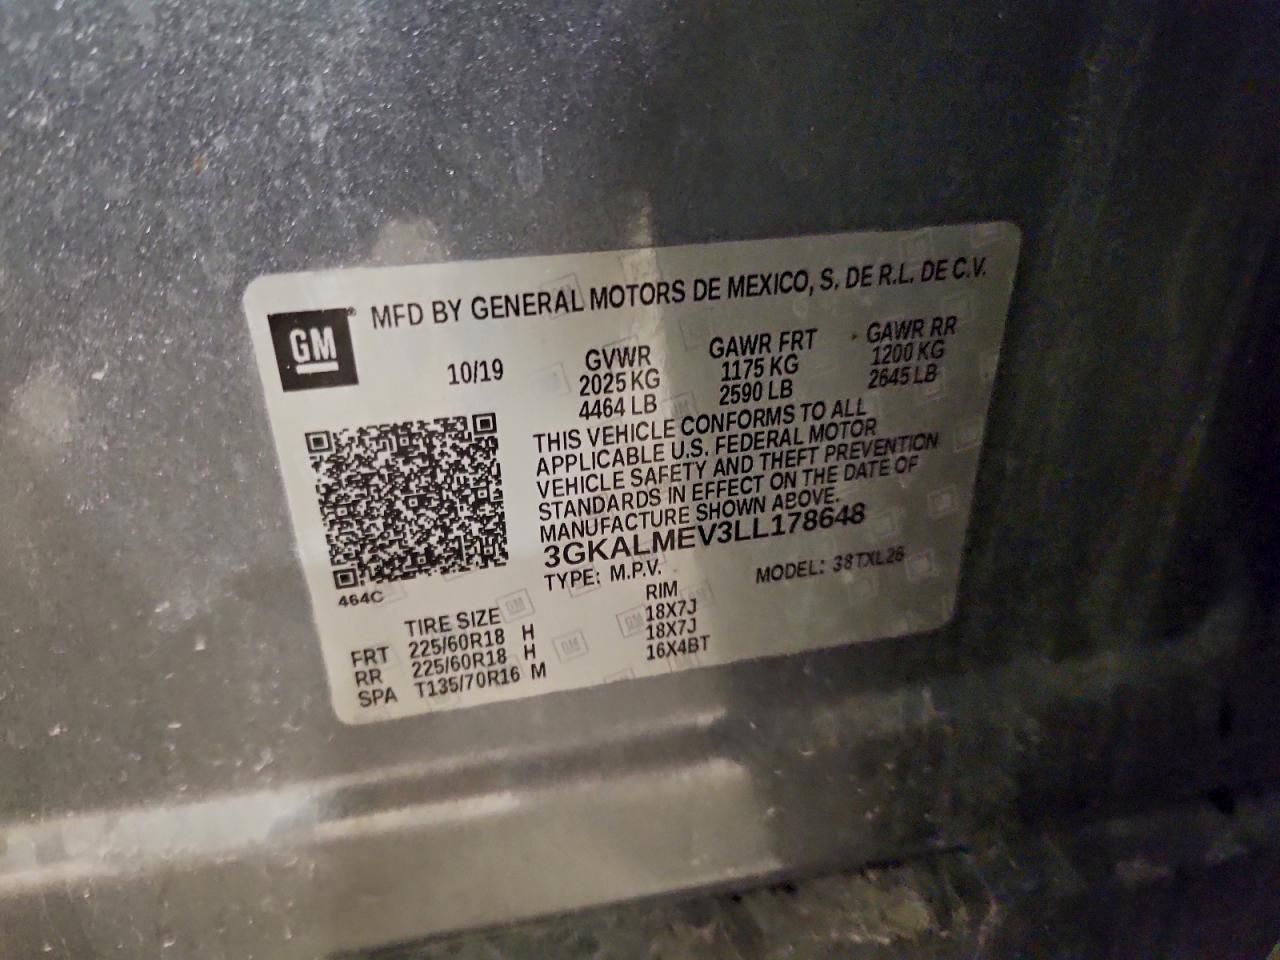 GM
MFD BY GENERAL MOTORS DE MEXICO, S. DE R.L. DE C.V.
10/19
GVWR GAWR FRT GAWR RR
2025 KG 1175 KG 1200 KG
4464 LB 2590 LB 2645 LB
THIS VEHICLE CONFORMS TO ALL
APPLICABLE U.S. FEDERAL MOTOR
VEHICLE SAFETY AND THEFT PREVENTION
STANDARDS IN EFFECT ON THE DATE OF
MANUFACTURE SHOWN ABOVE.
3GKALMEV3LL178648
TYPE: M.P.V. MODEL: 38TXL26
464C
TIRE SIZE RIM
FRT 225/60R18 H 18X7J
RR 225/60R18 H 18X7J
SPA T135/70R16 M 16X4BT